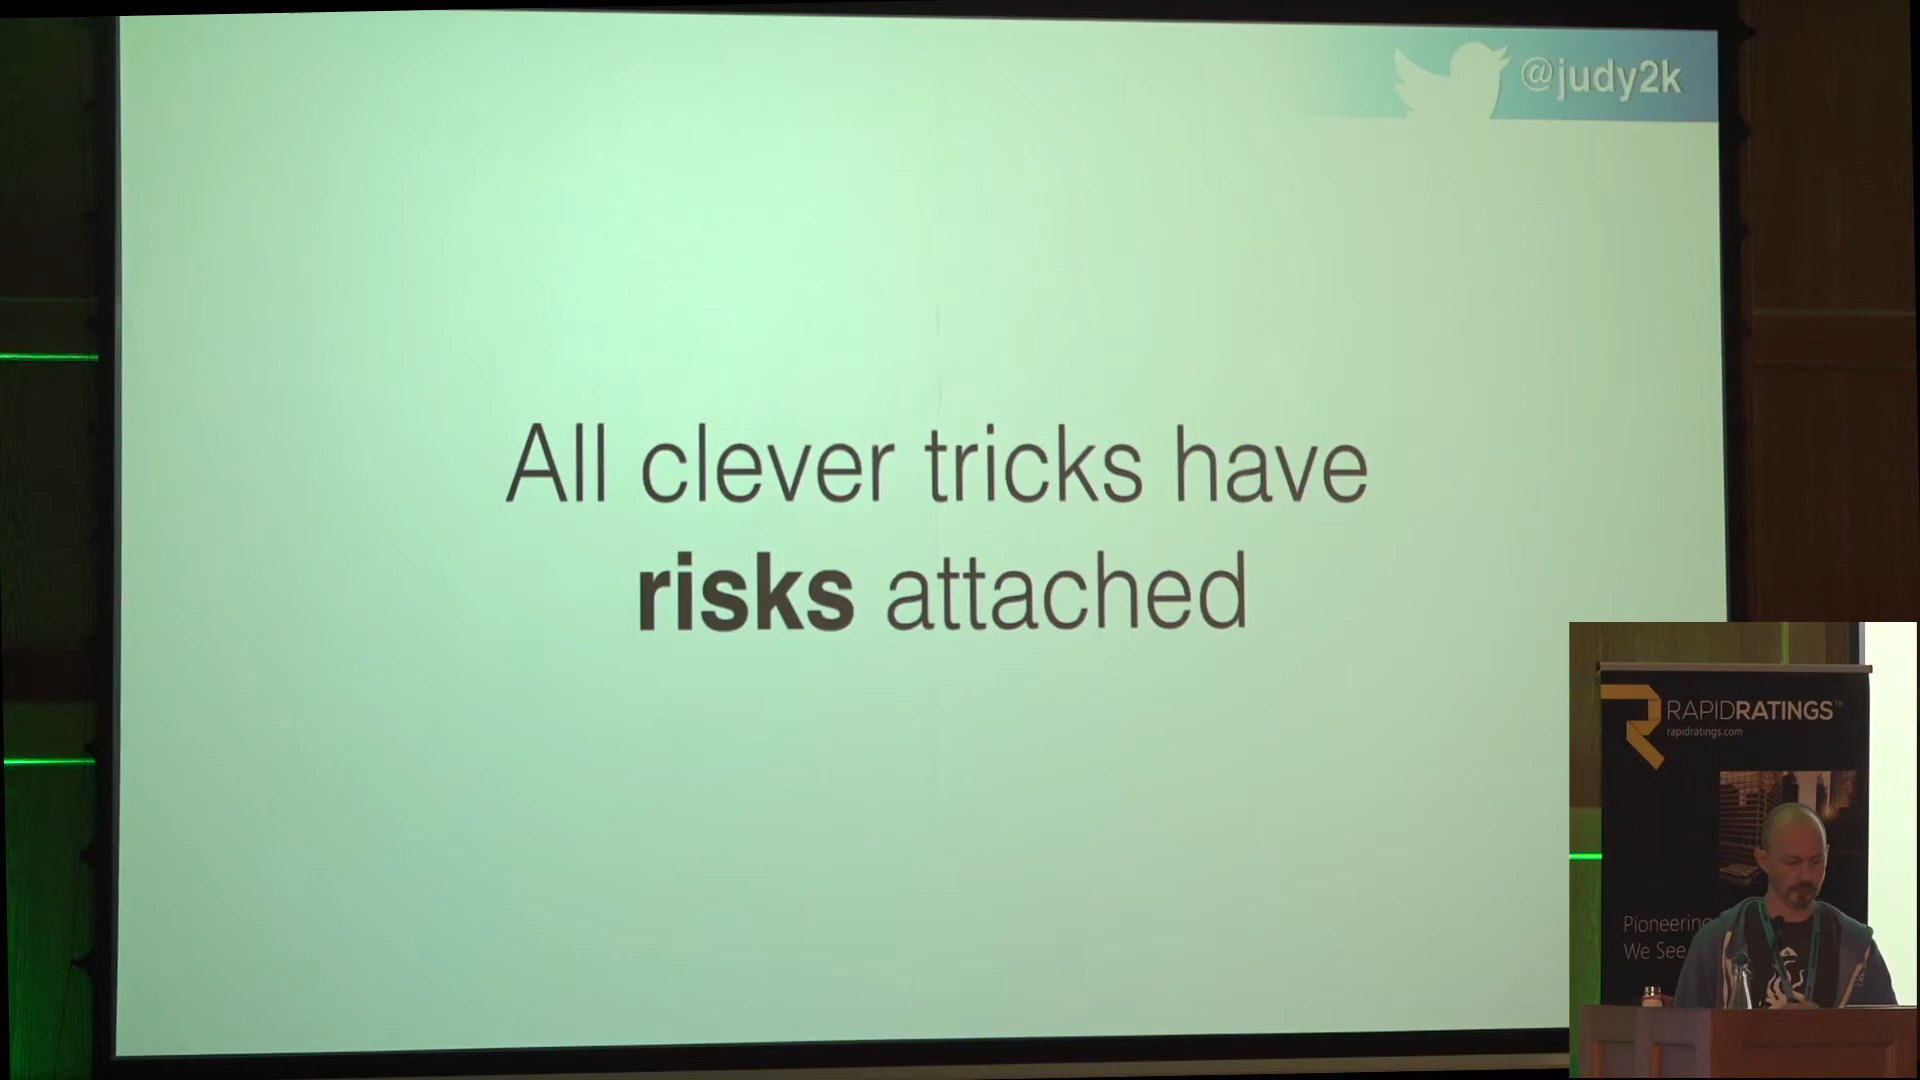 @judy2k
All clever tricks have
risks attached
RAPIDRATINGS™
rapidratings.com
Pioneering
We See